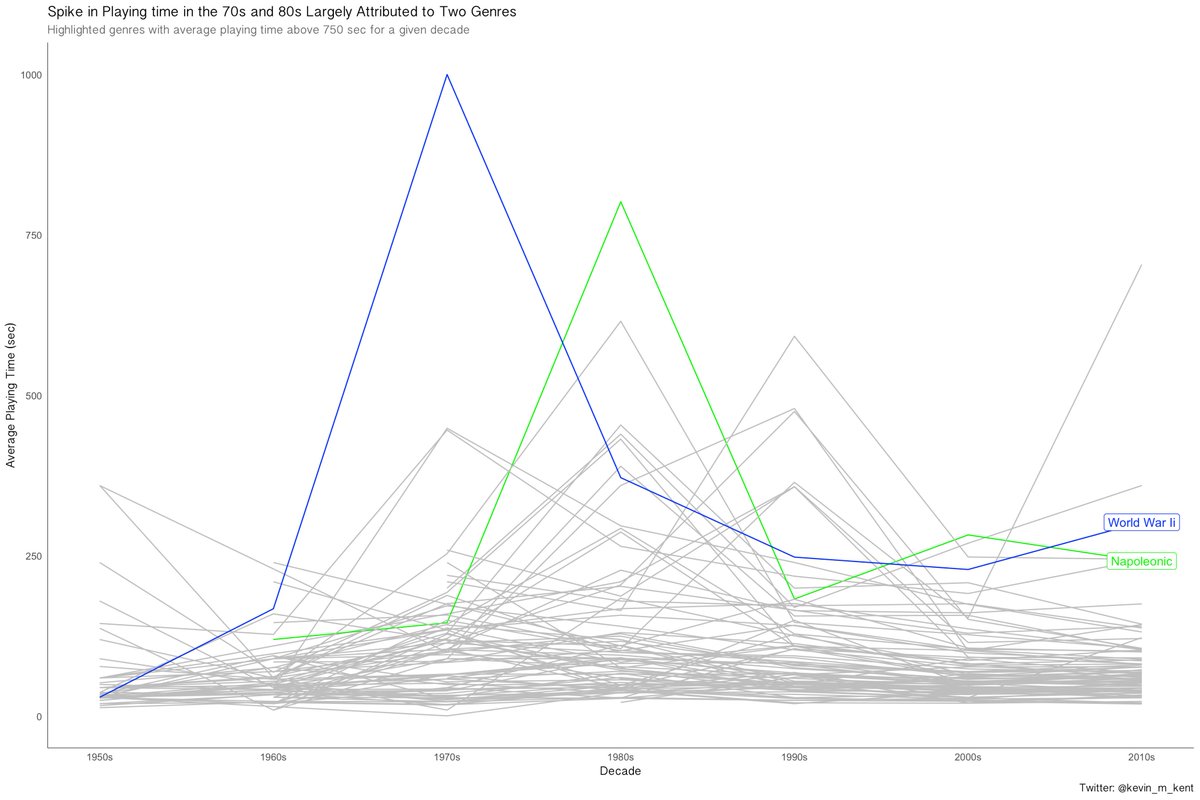 Spike in Playing time in the 70s and 80s Largely Attributed to Two Genres
Highlighted genres with average playing time above 750 sec for a given decade
Average Playing Time (sec)
1000
750
500
250
0
World War Ii
Napoleonic
1950s 1960s 1970s 1980s 1990s 2000s 2010s
Decade
Twitter: @kevin_m_kent